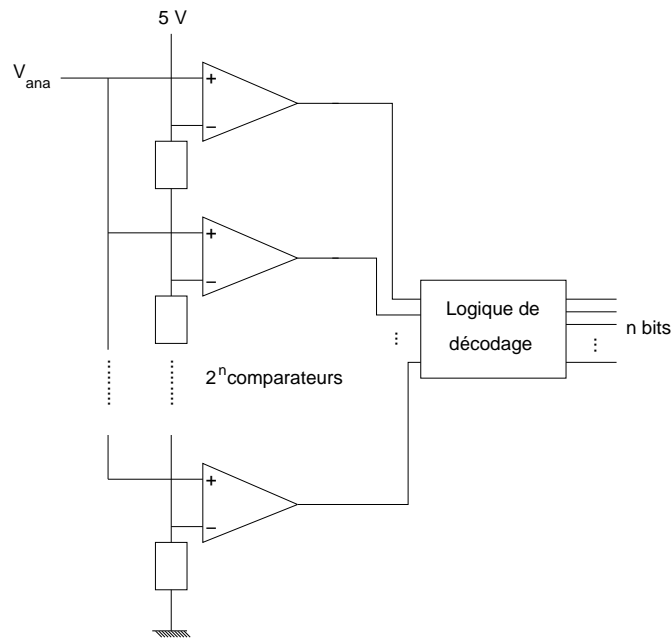 5 V
V_ana
+
−
+
−
Logique de
décodage
n bits
2^n comparateurs
+
−